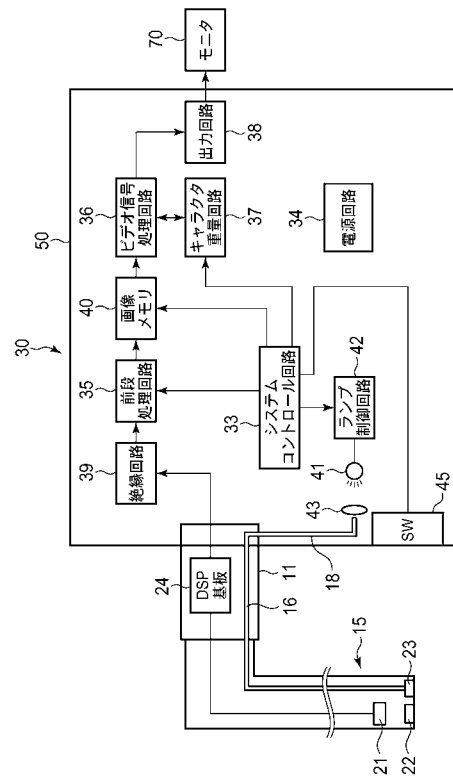 30
50
39
絶縁回路
35
前段
処理回路
40
画像
メモリ
36
ビデオ信号
処理回路
70
モニタ
出力回路
38
キャラクタ
重量回路
37
34
電源回路
33
システム
コントロール回路
42
ランプ
制御回路
41
43
45
SW
24
DSP
基板
11
16
18
15
21
22
23